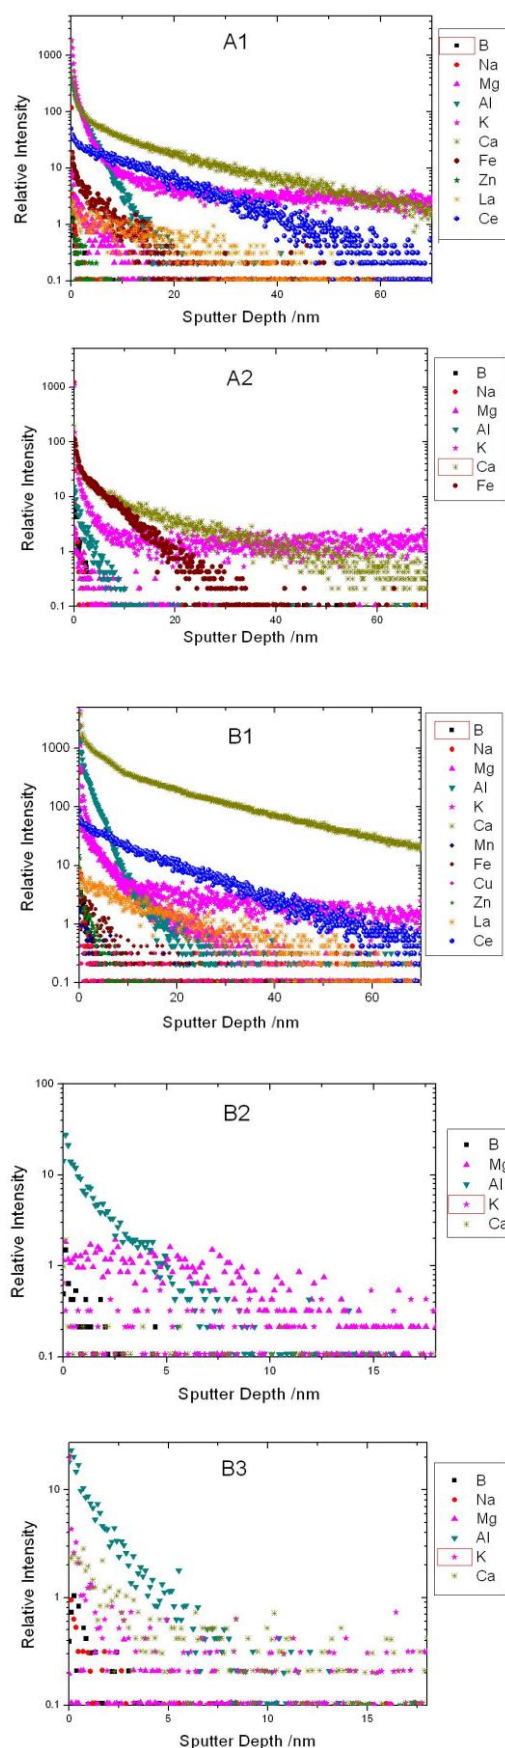 A1
Relative Intensity
1000
100
10
1
0.1
0
20
40
60
Sputter Depth /nm
B
Na
Mg
Al
K
Ca
Fe
Zn
La
Ce
A2
Relative Intensity
1000
100
10
1
0.1
0
20
40
60
Sputter Depth /nm
B
Na
Mg
Al
K
Ca
Fe
B1
Relative Intensity
1000
100
10
1
0.1
0
20
40
60
Sputter Depth /nm
B
Na
Mg
Al
K
Ca
Mn
Fe
Cu
Zn
La
Ce
B2
Relative Intensity
100
10
1
0.1
0
5
10
15
Sputter Depth /nm
B
Mg
Al
K
Ca
B3
Relative Intensity
10
1
0.1
0
5
10
15
Sputter Depth /nm
B
Na
Mg
Al
K
Ca